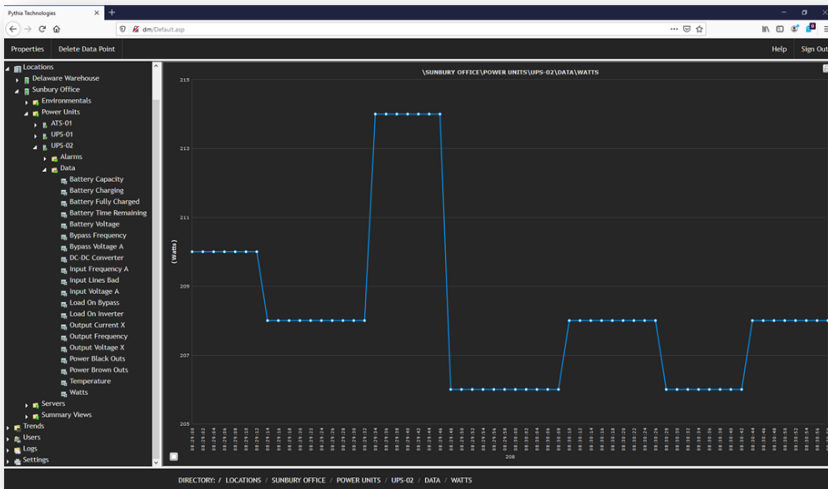 Pythia Technologies
dm/Default.asp
Properties Delete Data Point Help Sign Out
Locations
Delaware Warehouse
Sunbury Office
Environmentals
Power Units
ATS-01
UPS-01
UPS-02
Alarms
Data
Battery Capacity
Battery Charging
Battery Fully Charged
Battery Time Remaining
Battery Voltage
Bypass Frequency
Bypass Voltage A
DC-DC Converter
Input Frequency A
Input Lines Bad
Input Voltage A
Load On Bypass
Load On Inverter
Output Current X
Output Frequency
Output Voltage X
Power Black Outs
Power Brown Outs
Temperature
Watts
Servers
Summary Views
Trends
Users
Logs
Settings
\SUNBURY OFFICE\POWER UNITS\UPS-02\DATA\WATTS
(Watts)
215
213
211
209
207
205
208
DIRECTORY: / LOCATIONS / SUNBURY OFFICE / POWER UNITS / UPS-02 / DATA / WATTS